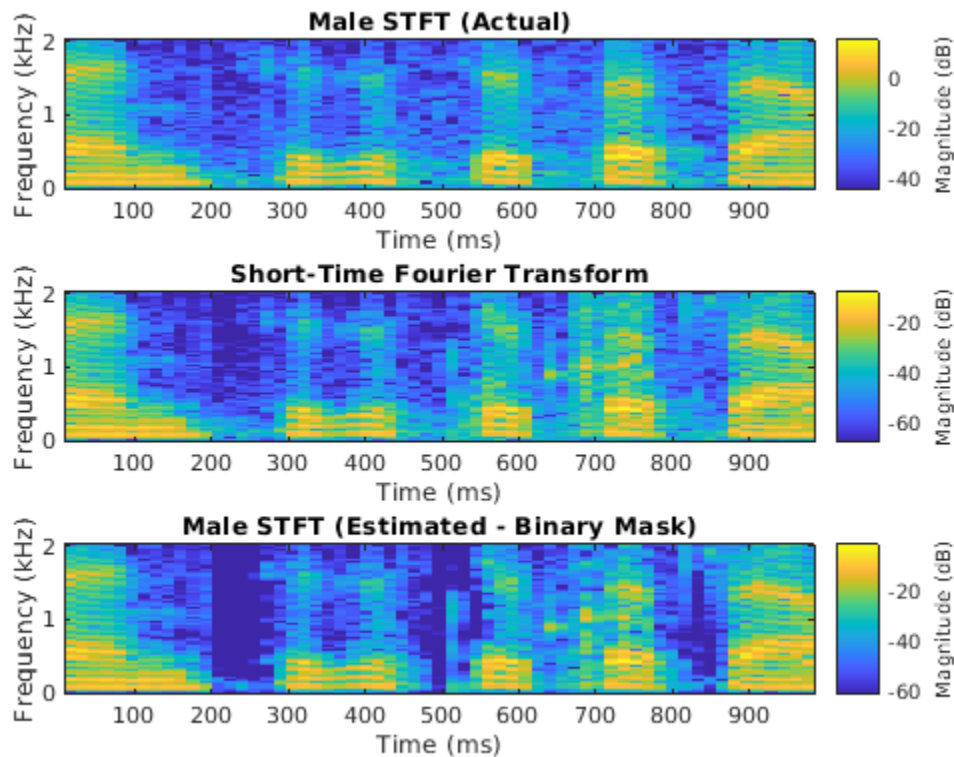 Male STFT (Actual)
Frequency (kHz)
2
1
0
100 200 300 400 500 600 700 800 900
Time (ms)
0
-20
-40
Magnitude (dB)
Short-Time Fourier Transform
Frequency (kHz)
2
1
0
100 200 300 400 500 600 700 800 900
Time (ms)
-20
-40
-60
Magnitude (dB)
Male STFT (Estimated - Binary Mask)
Frequency (kHz)
2
1
0
100 200 300 400 500 600 700 800 900
Time (ms)
-20
-40
-60
Magnitude (dB)